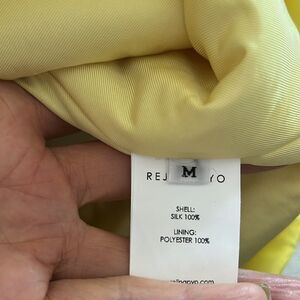 REJ
M
YO
SHELL:
SILK 100%
LINING:
POLYESTER 100%